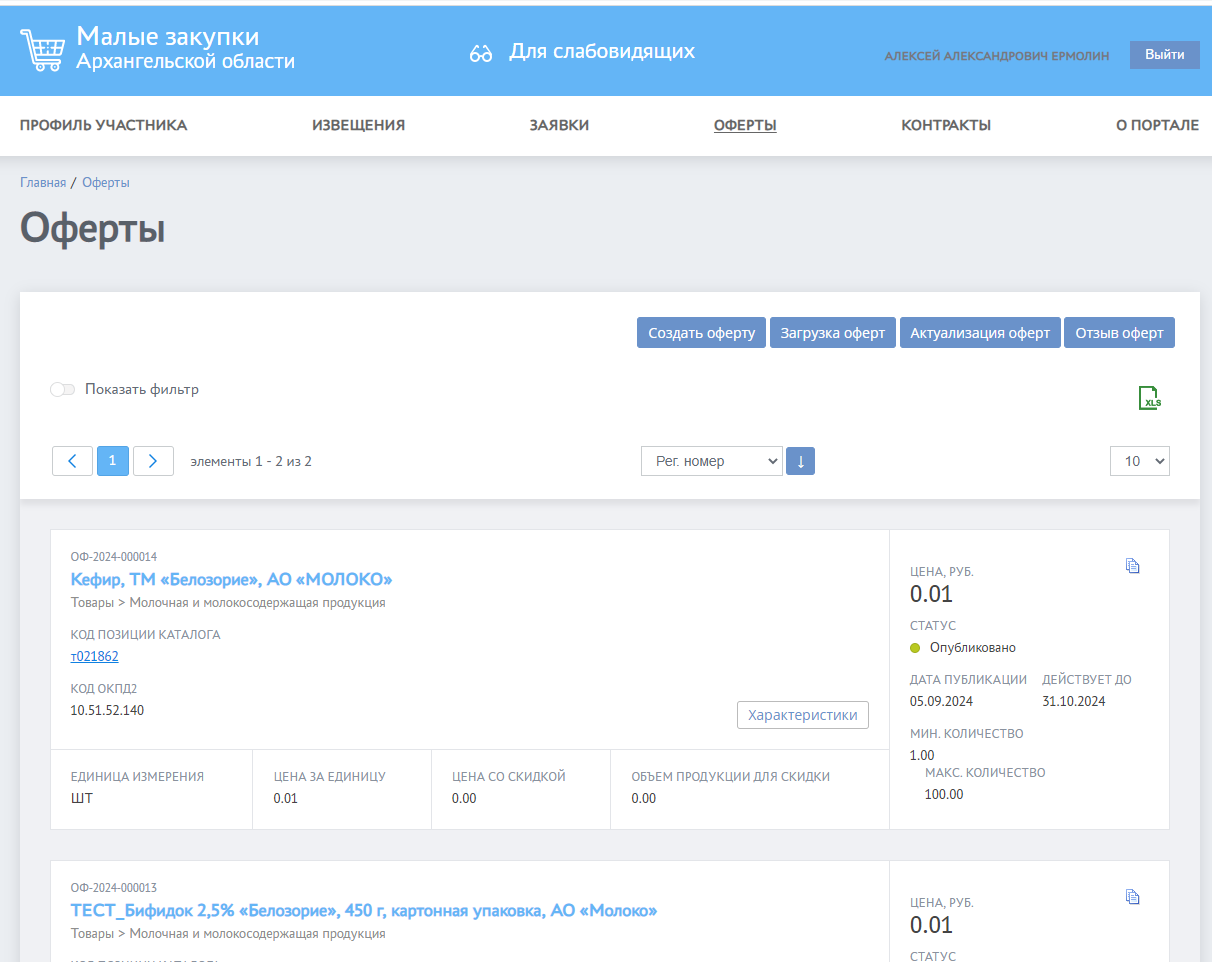 Малые закупки
Архангельской области
Для слабовидящих
АЛЕКСЕЙ АЛЕКСАНДРОВИЧ ЕРМОЛИН
Выйти
ПРОФИЛЬ УЧАСТНИКА ИЗВЕЩЕНИЯ ЗАЯВКИ ОФЕРТЫ КОНТРАКТЫ О ПОРТАЛЕ
Главная / Оферты
Оферты
Создать оферту Загрузка оферт Актуализация оферт Отзыв оферт
Показать фильтр
XLS
1 элементы 1 - 2 из 2 Рег. номер ↓ 10
ОФ-2024-000014
Кефир, ТМ «Белозорие», АО «МОЛОКО»
Товары > Молочная и молокосодержащая продукция
КОД ПОЗИЦИИ КАТАЛОГА
т021862
КОД ОКПД2
10.51.52.140
Характеристики
ЕДИНИЦА ИЗМЕРЕНИЯ ЦЕНА ЗА ЕДИНИЦУ ЦЕНА СО СКИДКОЙ ОБЪЕМ ПРОДУКЦИИ ДЛЯ СКИДКИ
ШТ 0.01 0.00 0.00
ЦЕНА, РУБ.
0.01
СТАТУС
Опубликовано
ДАТА ПУБЛИКАЦИИ ДЕЙСТВУЕТ ДО
05.09.2024 31.10.2024
МИН. КОЛИЧЕСТВО
1.00
МАКС. КОЛИЧЕСТВО
100.00
ОФ-2024-000013
ТЕСТ_Бифидок 2,5% «Белозорие», 450 г, картонная упаковка, АО «Молоко»
Товары > Молочная и молокосодержащая продукция
ЦЕНА, РУБ.
0.01
СТАТУС